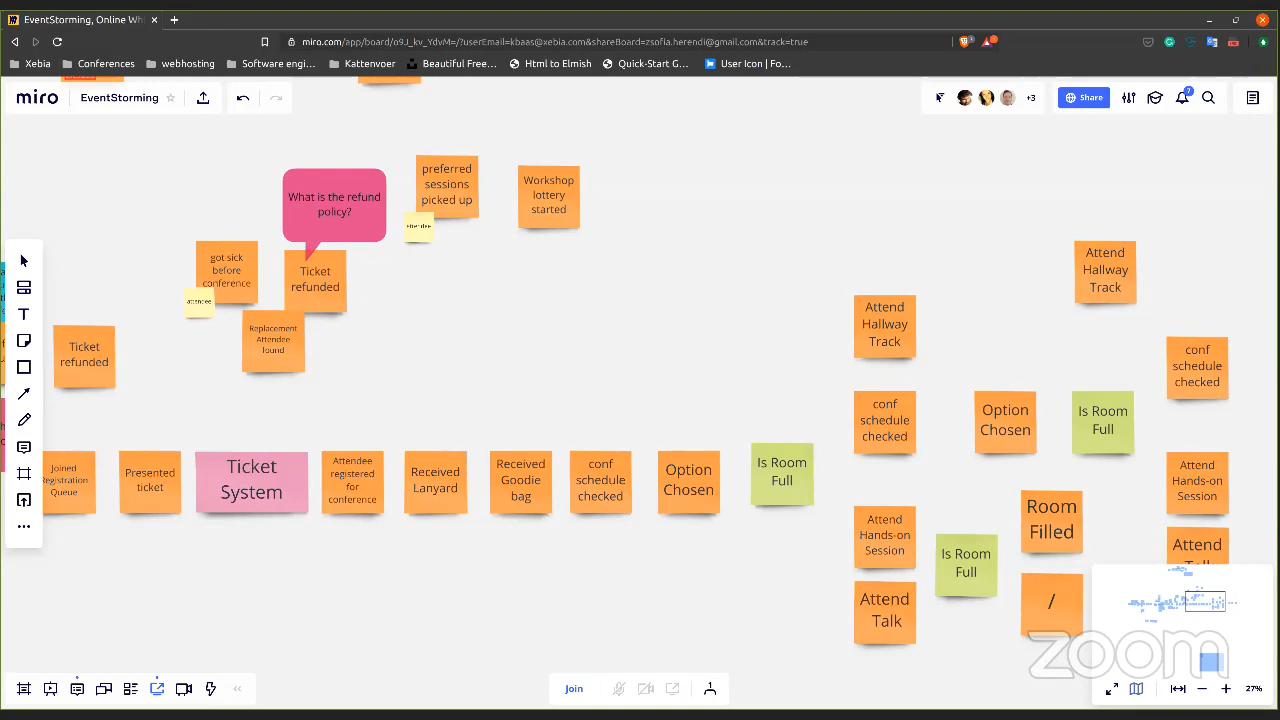 EventStorming, Online Whi
miro.com/app/board/o9J_kv_YdvM=/?userEmail=kbaas@xebia.com&shareBoard=zsofia.herendi@gmail.com&track=true
Xebia
Conferences
webhosting
Software engi...
Kattenvoer
Beautiful Free...
Html to Elmish
Quick-Start G...
User Icon | Fo...
miro
EventStorming
+3
Share
7
preferred
sessions
picked up
attendee
Workshop
lottery
started
What is the refund
policy?
got sick
before
conference
attendee
Ticket
refunded
Replacement
Attendee
found
Ticket
refunded
Attend
Hallway
Track
Attend
Hallway
Track
conf
schedule
checked
conf
schedule
checked
Option
Chosen
Is Room
Full
Joined
Registration
Queue
Presented
ticket
Ticket
System
Attendee
registered
for
conference
Received
Lanyard
Received
Goodie
bag
conf
schedule
checked
Option
Chosen
Is Room
Full
Attend
Hands-on
Session
Attend
Hands-on
Session
Is Room
Full
Room
Filled
Attend
Attend
Talk
/
zoom
Join
27%